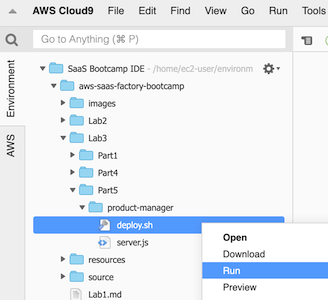 AWS Cloud9 File Edit Find View Go Run Tools
Go to Anything (⌘ P)
Environment
AWS
SaaS Bootcamp IDE - /home/ec2-user/environm
aws-saas-factory-bootcamp
images
Lab2
Lab3
Part1
Part4
Part5
product-manager
deploy.sh
server.js
resources
source
Lab1.md
Open
Download
Run
Preview